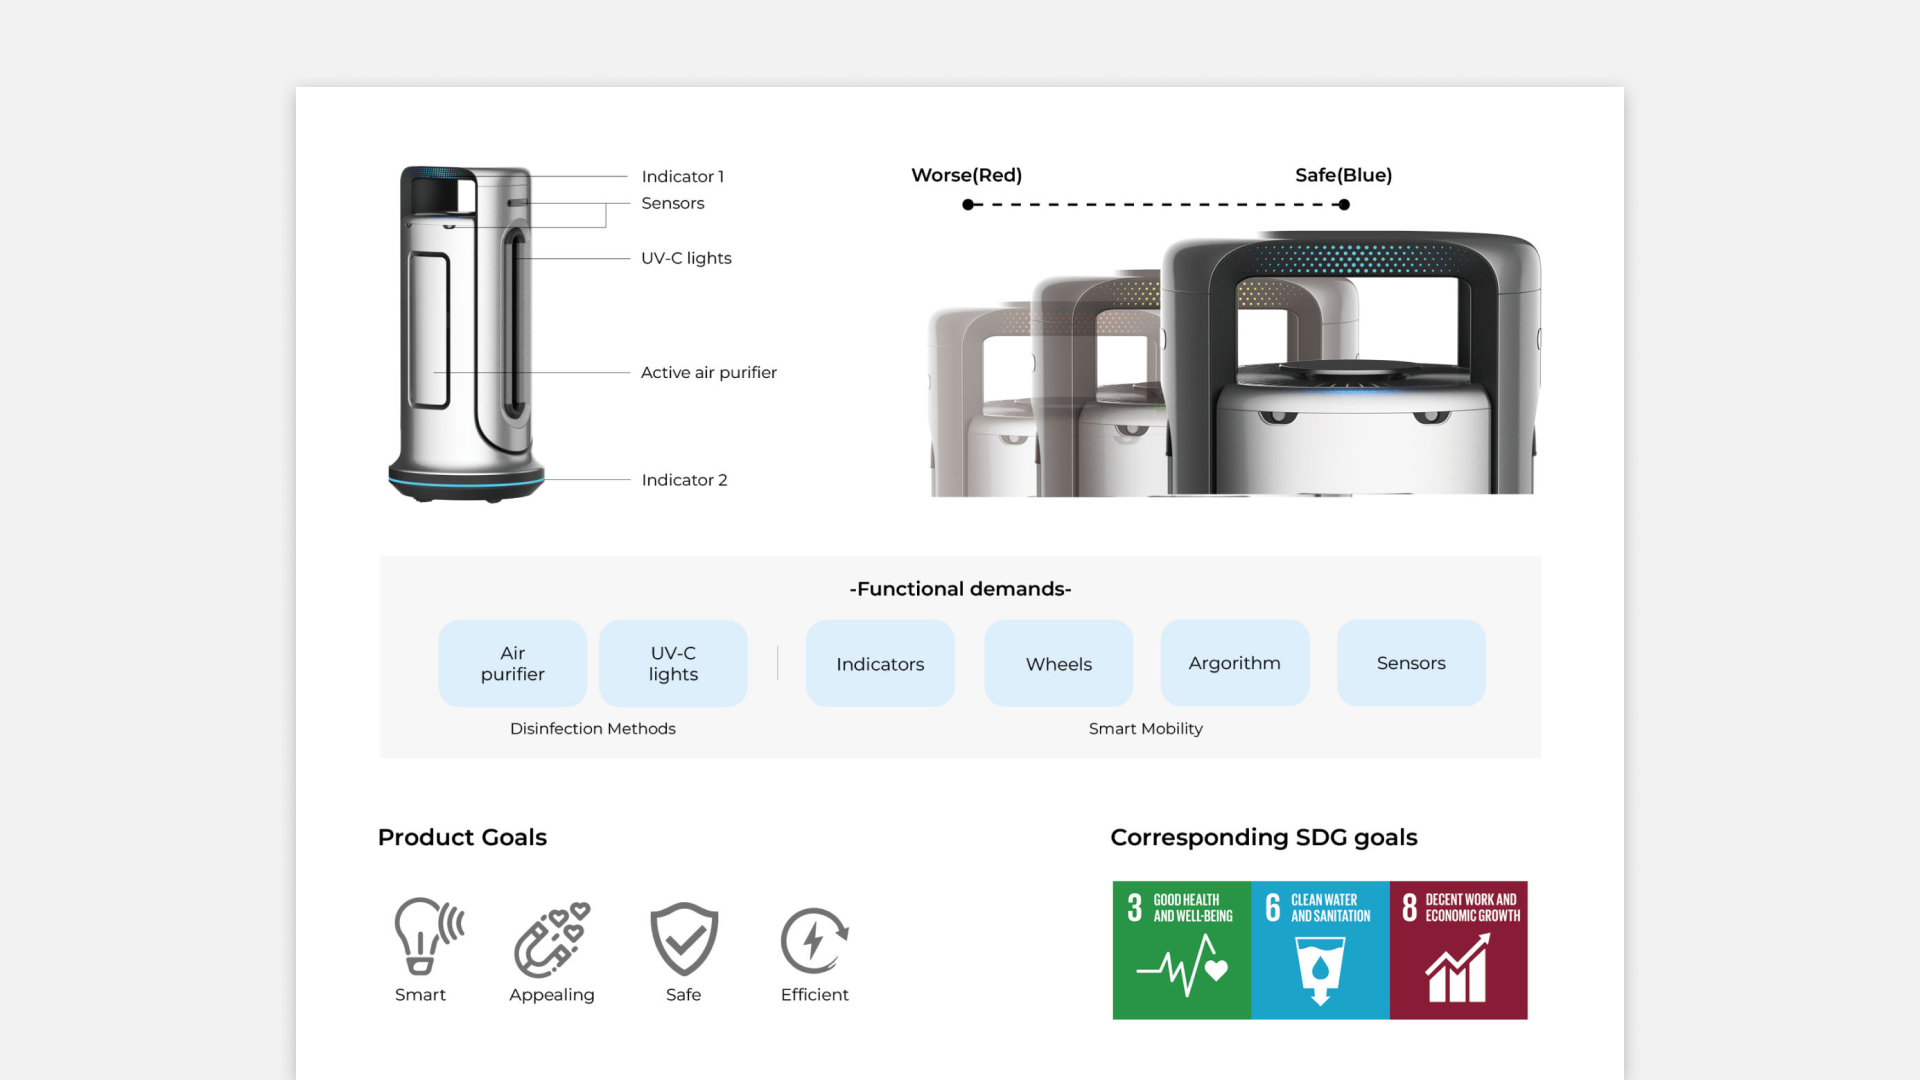 Indicator 1
Sensors
UV-C lights
Active air purifier
Indicator 2
Worse(Red)
Safe(Blue)
-Functional demands-
Air
purifier
UV-C
lights
Indicators
Wheels
Argorithm
Sensors
Disinfection Methods
Smart Mobility
Product Goals
Smart
Appealing
Safe
Efficient
Corresponding SDG goals
3 GOOD HEALTH
AND WELL-BEING
6 CLEAN WATER
AND SANITATION
8 DECENT WORK AND
ECONOMIC GROWTH